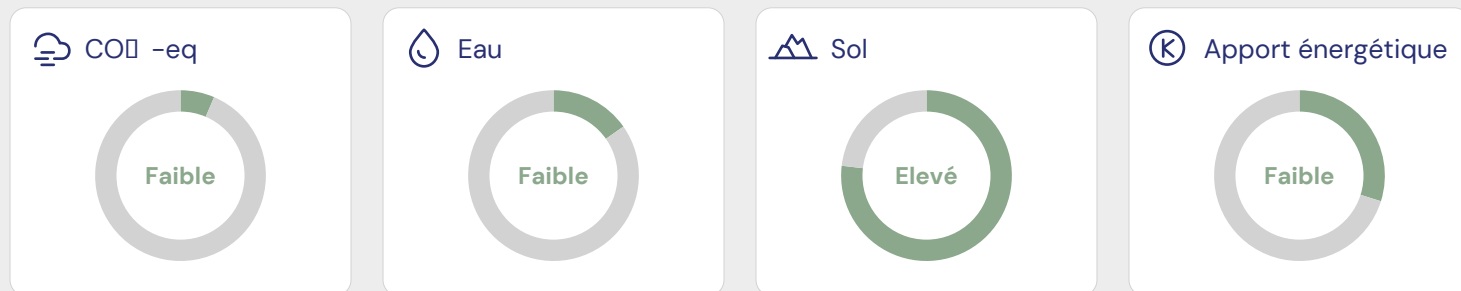 CO▯ -eq
Eau
Sol
Apport énergétique
Faible
Faible
Elevé
Faible